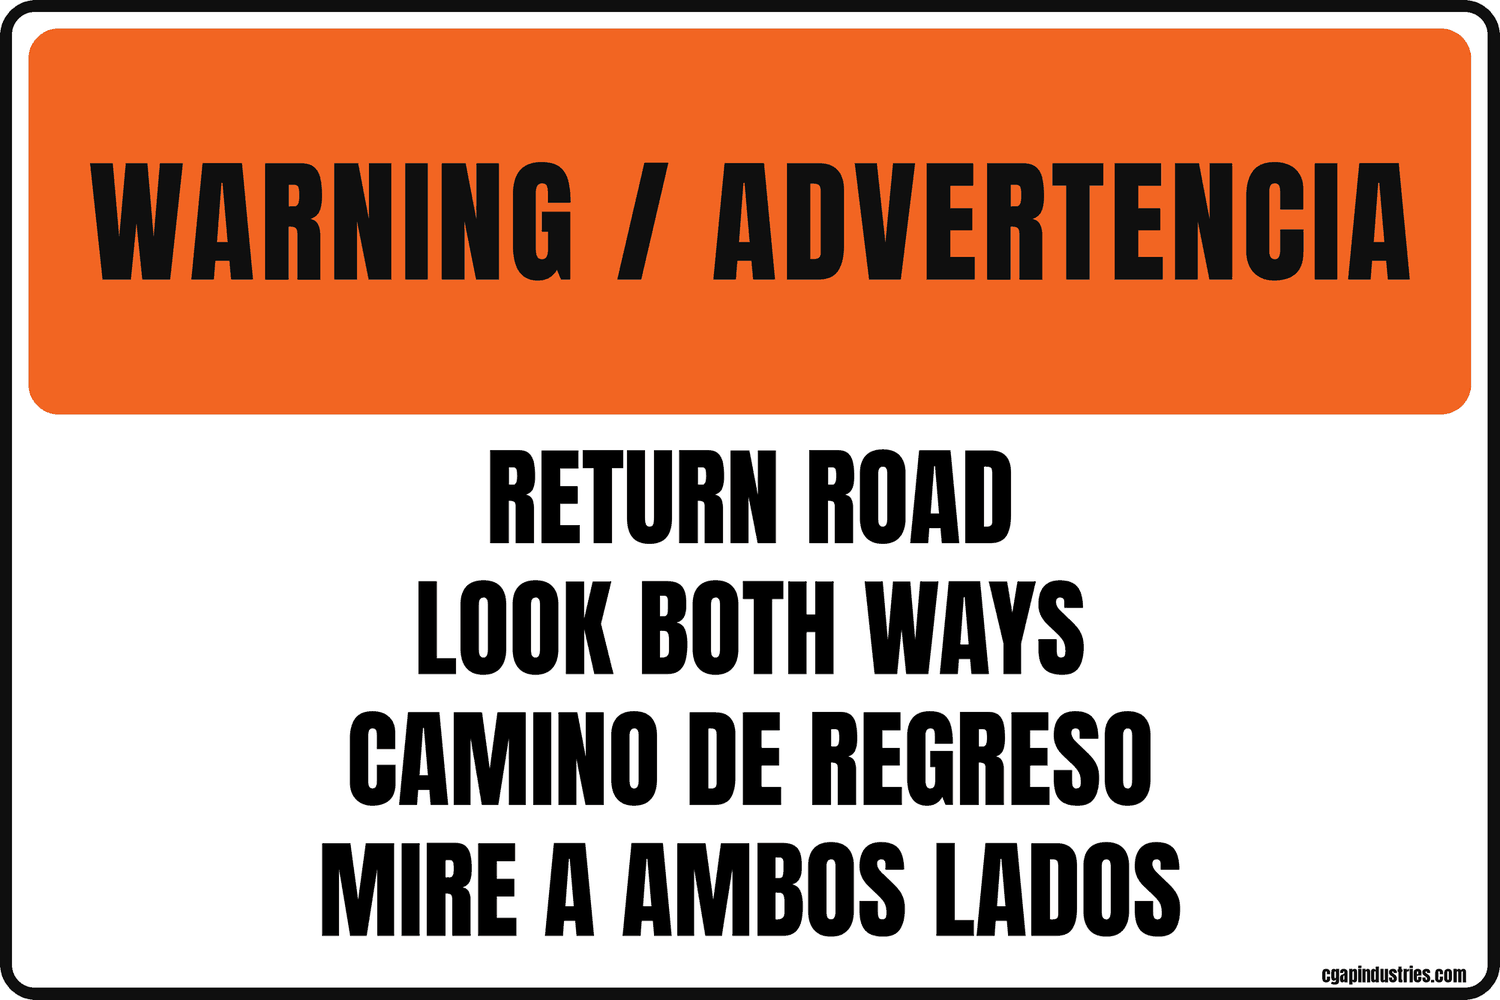 WARNING / ADVERTENCIA
RETURN ROAD
LOOK BOTH WAYS
CAMINO DE REGRESO
MIRE A AMBOS LADOS
cgapindustries.com